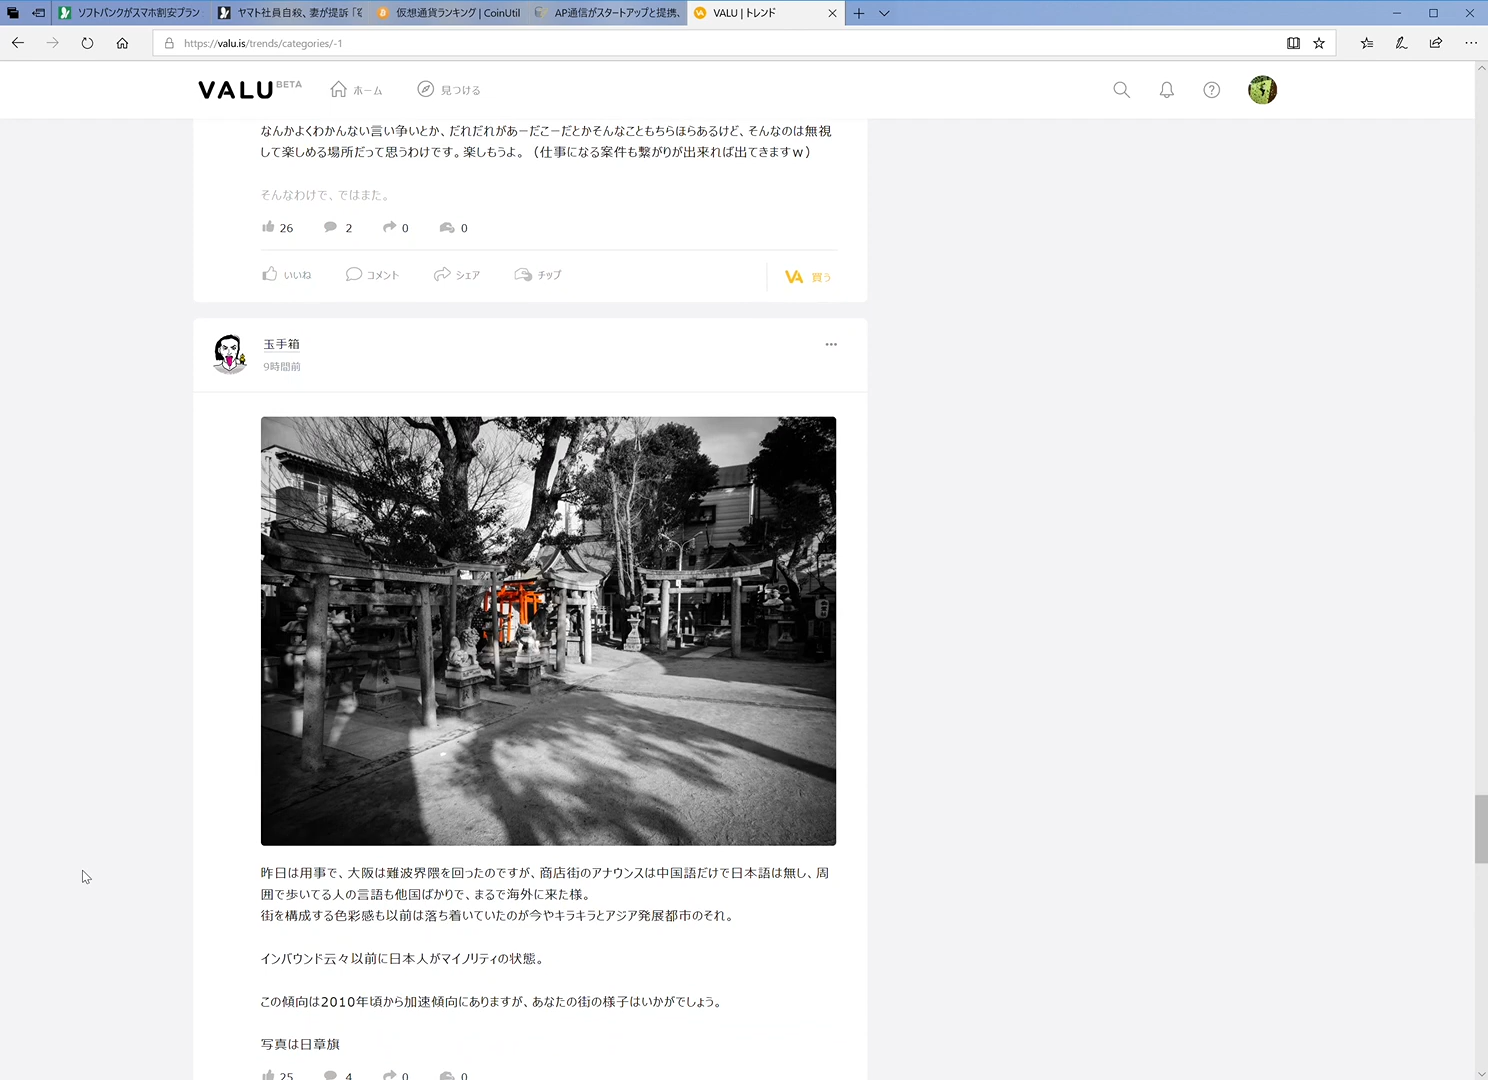 ソフトバンクがスマホ割安プラン
ヤマト社員自殺、妻が提訴
仮想通貨ランキング | CoinUtil
AP通信がスタートアップと提携、
VALU | トレンド
https://valu.is/trends/categories/-1
VALU BETA
ホーム
見つける
なんかよくわかんない言い争いとか、だれだれがあーだこーだとかそんなこともちらほらあるけど、そんなのは無視
して楽しめる場所だって思うわけです。楽しもうよ。（仕事になる案件も繋がりが出来れば出てきますｗ）
そんなわけで、ではまた。
26 2 0 0
いいね コメント シェア チップ VA 買う
玉手箱
9時間前
昨日は用事で、大阪は難波界隈を回ったのですが、商店街のアナウンスは中国語だけで日本語は無し、周
囲で歩いてる人の言語も他国ばかりで、まるで海外に来た様。
街を構成する色彩感も以前は落ち着いていたのが今やキラキラとアジア発展都市のそれ。
インバウンド云々以前に日本人がマイノリティの状態。
この傾向は2010年頃から加速傾向にありますが、あなたの街の様子はいかがでしょう。
写真は日章旗
25 4 0 0